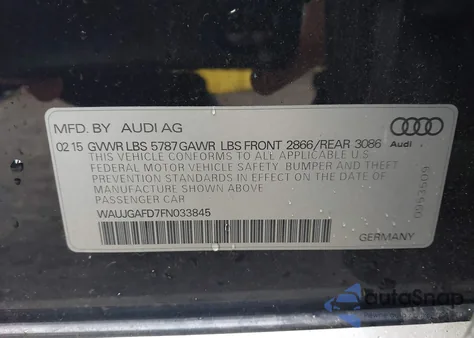 MFD. BY AUDI AG
Audi
02 15 GVWR LBS 5787 GAWR LBS FRONT 2866/REAR 3086
THIS VEHICLE CONFORMS TO ALL APPLICABLE U.S
FEDERAL MOTOR VEHICLE SAFETY, BUMPER AND THEFT
PREVENTION STANDARDS IN EFFECT ON THE DATE OF
MANUFACTURE SHOWN ABOVE.
PASSENGER CAR
WAUJGAFD7FN033845
GERMANY
autoSnap